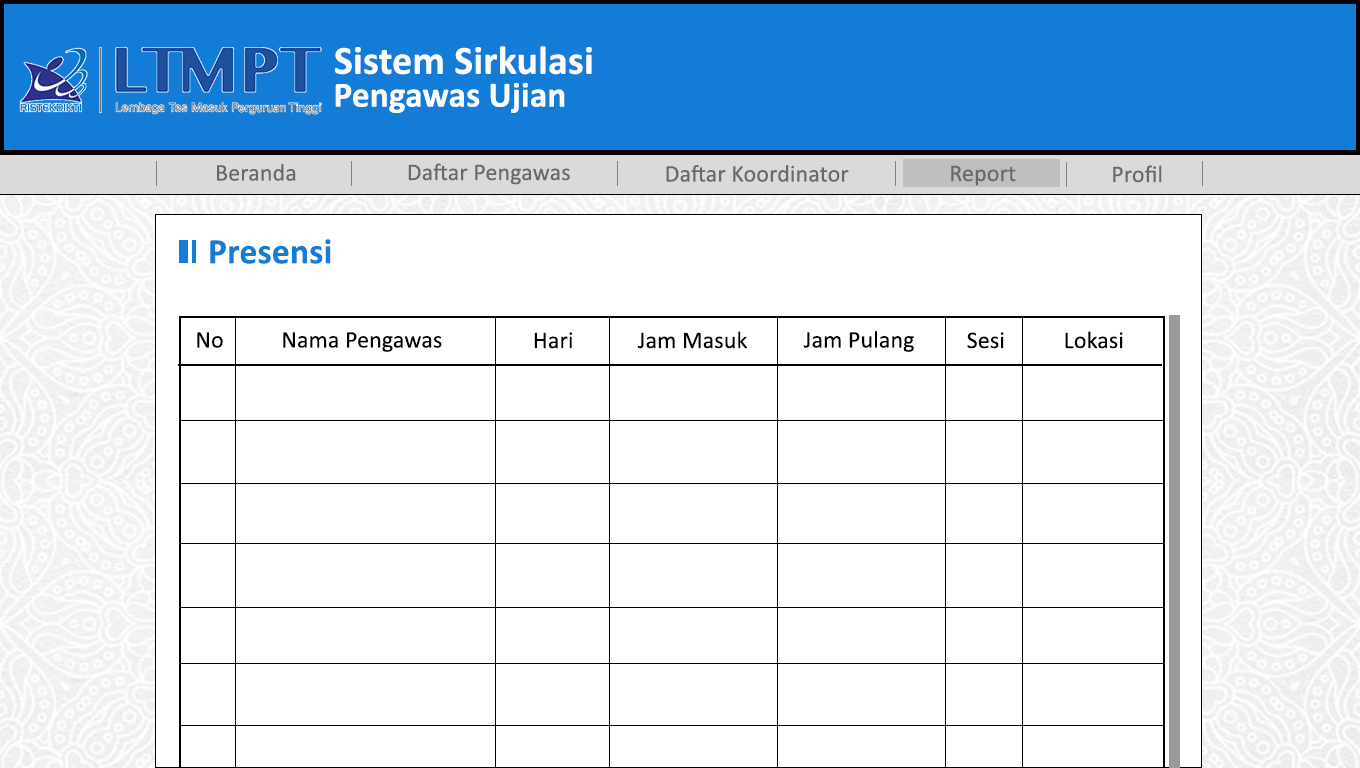 RISTEKDIKTI
LTMPT
Lembaga Tes Masuk Perguruan Tinggi
Sistem Sirkulasi
Pengawas Ujian
Beranda
Daftar Pengawas
Daftar Koordinator
Report
Profil
Presensi
No Nama Pengawas Hari Jam Masuk Jam Pulang Sesi Lokasi